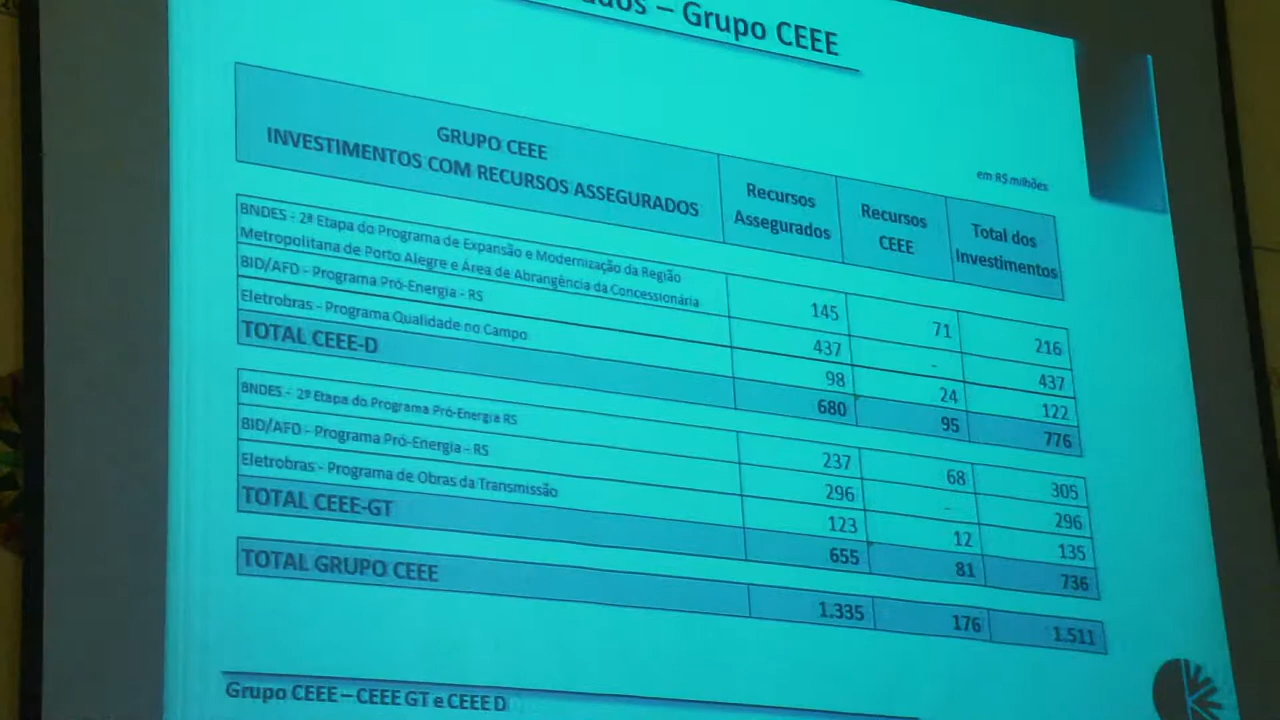 – Grupo CEEE
em R$ milhões
GRUPO CEEE
INVESTIMENTOS COM RECURSOS ASSEGURADOS
Recursos
Assegurados
Recursos
CEEE
Total dos
Investimentos
BNDES - 2ª Etapa do Programa de Expansão e Modernização da Região
Metropolitana de Porto Alegre e Área de Abrangência da Concessionária
145 71 216
BID/AFD - Programa Pró-Energia - RS 437 - 437
Eletrobras - Programa Qualidade no Campo 98 24 122
TOTAL CEEE-D 680 95 776
BNDES - 2ª Etapa do Programa Pró-Energia RS 237 68 305
BID/AFD - Programa Pró-Energia - RS 296 - 296
Eletrobras - Programa de Obras da Transmissão 123 12 135
TOTAL CEEE-GT 655 81 736
TOTAL GRUPO CEEE 1.335 176 1.511
Grupo CEEE – CEEE GT e CEEE D